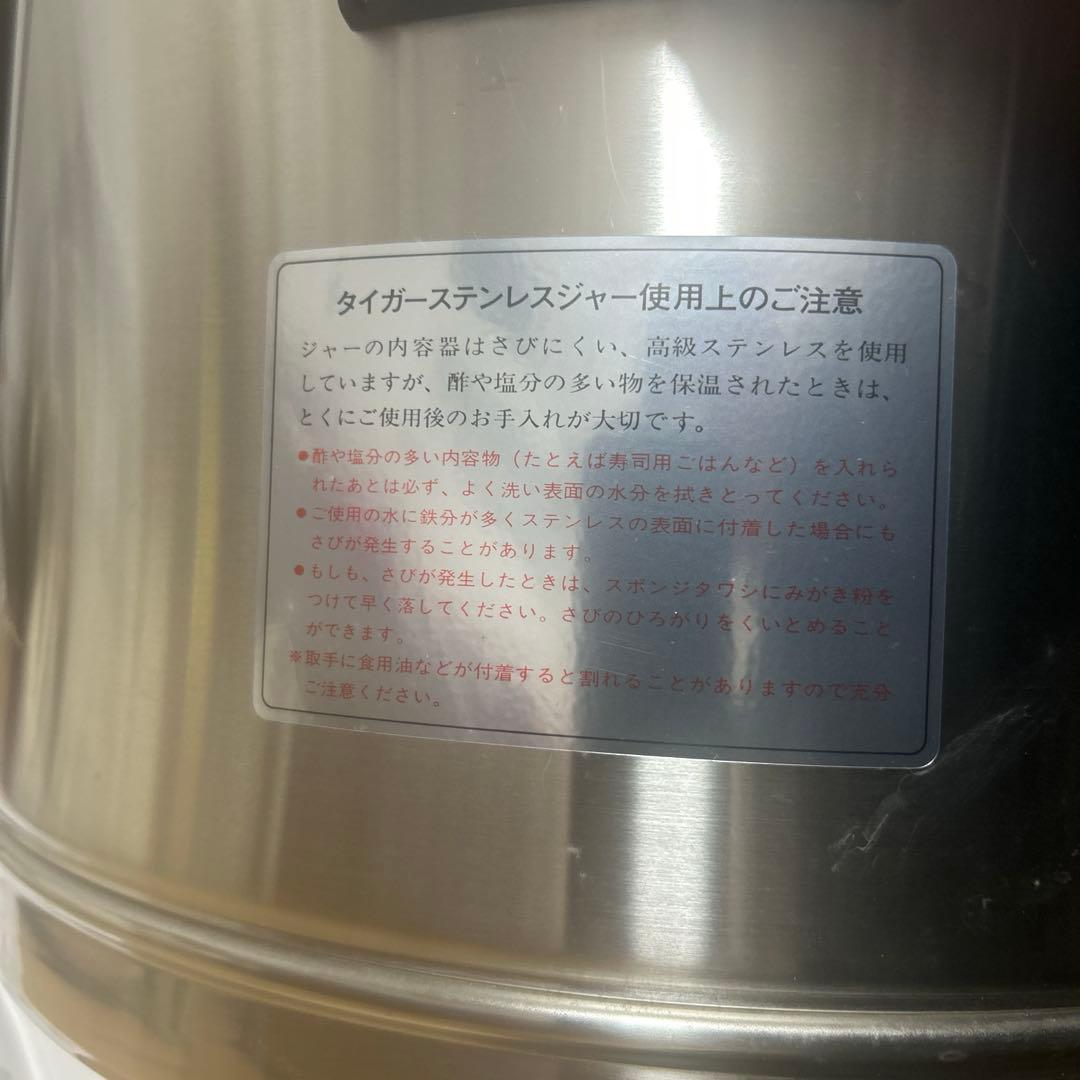 タイガーステンレスジャー使用上のご注意
ジャーの内容器はさびにくい、高級ステンレスを使用
していますが、酢や塩分の多い物を保温されたときは、
とくにご使用後のお手入れが大切です。
●酢や塩分の多い内容物（たとえば寿司用ごはんなど）を入れら
れたあとは必ず、よく洗い表面の水分を拭きとってください。
●ご使用の水に鉄分が多くステンレスの表面に付着した場合にも
さびが発生することがあります。
●もしも、さびが発生したときは、スポンジタワシにみがき粉を
つけて早く落してください。さびのひろがりをくいとめること
ができます。
※取手に食用油などが付着すると割れることがありますので充分
ご注意ください。